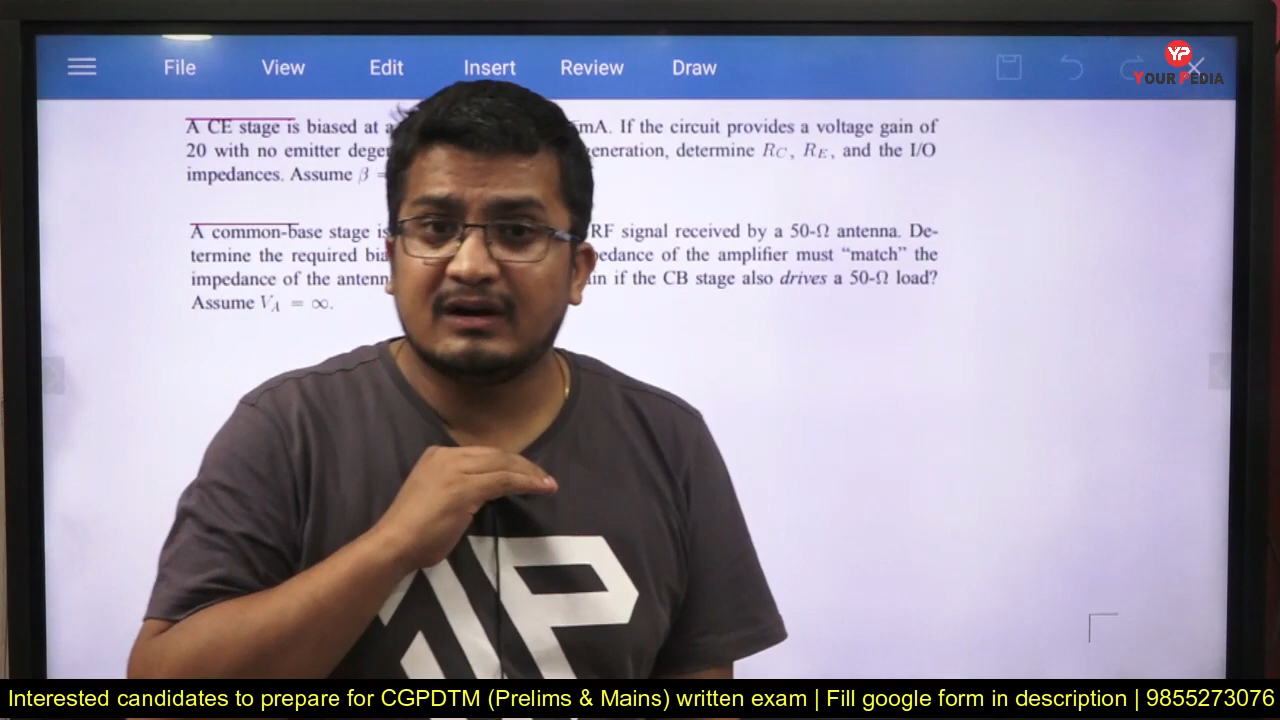 File View Edit Insert Review Draw
YP
YOUR PEDIA
A CE stage is biased at a mA. If the circuit provides a voltage gain of
20 with no emitter degeneration, determine RC, RE, and the I/O
impedances. Assume β =
A common-base stage is RF signal received by a 50-Ω antenna. De-
termine the required bia edance of the amplifier must “match” the
impedance of the antenn in if the CB stage also drives a 50-Ω load?
Assume VA = ∞.
YP
Interested candidates to prepare for CGPDTM (Prelims & Mains) written exam | Fill google form in description | 9855273076